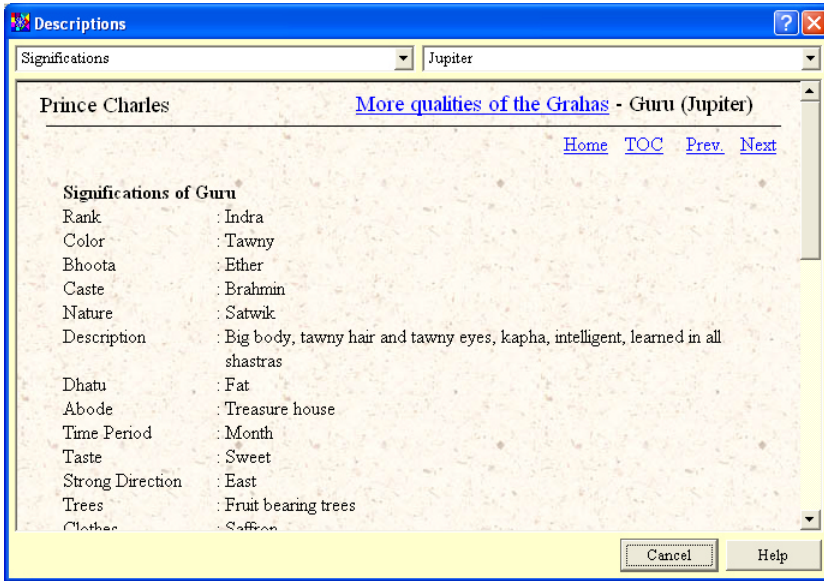 Descriptions
Significations Jupiter
Prince Charles More qualities of the Grahas - Guru (Jupiter)
Home TOC Prev. Next
Significations of Guru
Rank : Indra
Color : Tawny
Bhoota : Ether
Caste : Brahmin
Nature : Satwik
Description : Big body, tawny hair and tawny eyes, kapha, intelligent, learned in all
shastras
Dhatu : Fat
Abode : Treasure house
Time Period : Month
Taste : Sweet
Strong Direction : East
Trees : Fruit bearing trees
Clothes : Saffron
Cancel Help